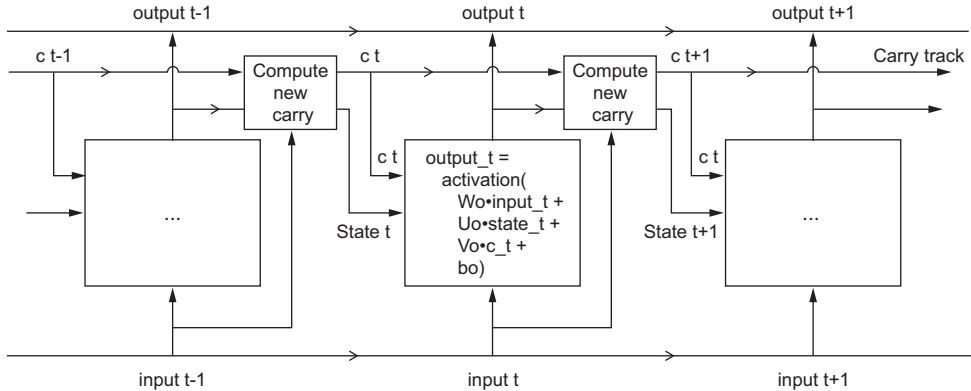 output t-1
output t
output t+1
c t-1
Compute
new
carry
c t
Compute
new
carry
c t+1
Carry track
...
c t
State t
output_t =
activation(
Wo•input_t +
Uo•state_t +
Vo•c_t +
bo)
c t
State t+1
...
input t-1
input t
input t+1